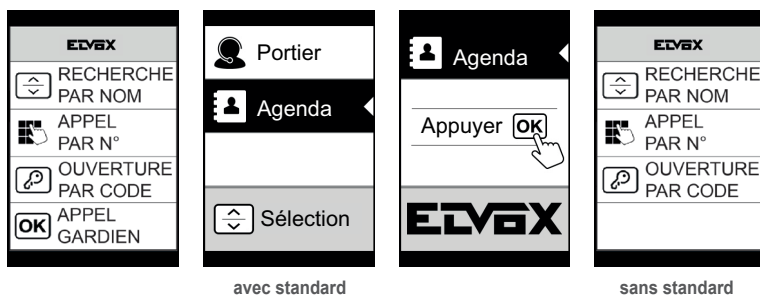 ELVOX
RECHERCHE
PAR NOM
APPEL
PAR N°
OUVERTURE
PAR CODE
OK APPEL
GARDIEN
Portier
Agenda
Sélection
Agenda
Appuyer OK
ELVOX
ELVOX
RECHERCHE
PAR NOM
APPEL
PAR N°
OUVERTURE
PAR CODE
avec standard
sans standard